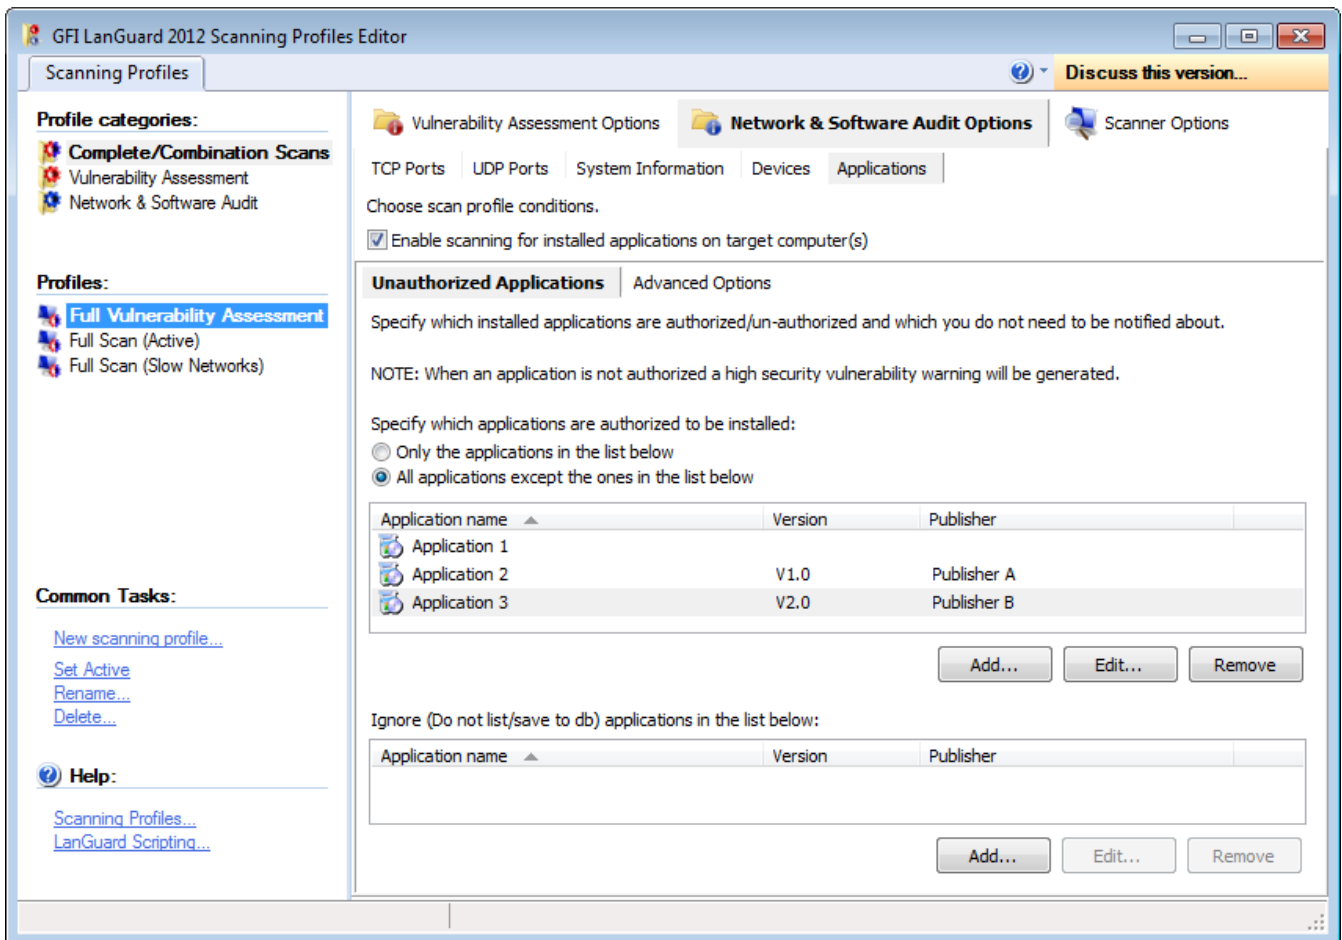 GFI LanGuard 2012 Scanning Profiles Editor
Scanning Profiles
Discuss this version...
Profile categories:
Complete/Combination Scans
Vulnerability Assessment
Network & Software Audit
Profiles:
Full Vulnerability Assessment
Full Scan (Active)
Full Scan (Slow Networks)
Common Tasks:
New scanning profile...
Set Active
Rename...
Delete...
Help:
Scanning Profiles...
LanGuard Scripting...
Vulnerability Assessment Options Network & Software Audit Options Scanner Options
TCP Ports UDP Ports System Information Devices Applications
Choose scan profile conditions.
Enable scanning for installed applications on target computer(s)
Unauthorized Applications Advanced Options
Specify which installed applications are authorized/un-authorized and which you do not need to be notified about.
NOTE: When an application is not authorized a high security vulnerability warning will be generated.
Specify which applications are authorized to be installed:
Only the applications in the list below
All applications except the ones in the list below
Application name Version Publisher
Application 1
Application 2 V1.0 Publisher A
Application 3 V2.0 Publisher B
Add... Edit... Remove
Ignore (Do not list/save to db) applications in the list below:
Application name Version Publisher
Add... Edit... Remove